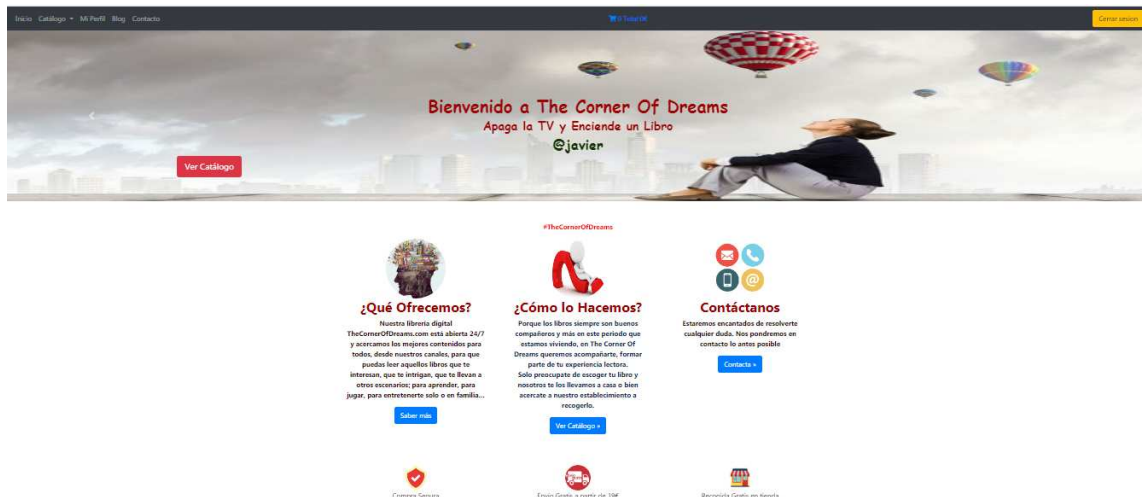 Inicio Catálogo Mi Perfil Blog Contacto
Cerrar sesion
Bienvenido a The Corner Of Dreams
Apaga la TV y Enciende un Libro
@javier
Ver Catálogo
#TheCornerOfDreams
¿Qué Ofrecemos?
Nuestra libreria digital
TheCornerOfDreams.com está abierta 24/7
y acercamos los mejores contenidos para
todos, desde nuestros canales, para que
puedas leer aquellos libros que te
interesan, que te intrigan, que te llevan a
otros escenarios; para aprender, para
jugar, para entretenerte solo o en familia...
Saber más
¿Cómo lo Hacemos?
Porque los libros siempre son buenos
compañeros y más en este periodo que
estamos viviendo, en The Corner Of
Dreams queremos acompañarte, formar
parte de tu experiencia lectora.
Solo preocupate de escoger tu libro y
nosotros te los llevamos a casa o bien
acercate a nuestro establecimiento a
recogerlo.
Ver Catálogo »
Contáctanos
Estaremos encantados de resolverte
cualquier duda. Nos pondremos en
contacto lo antes posible
Contacta »
Compra Segura
Envío Gratis a partir de 19€
Recogida Gratis en tienda